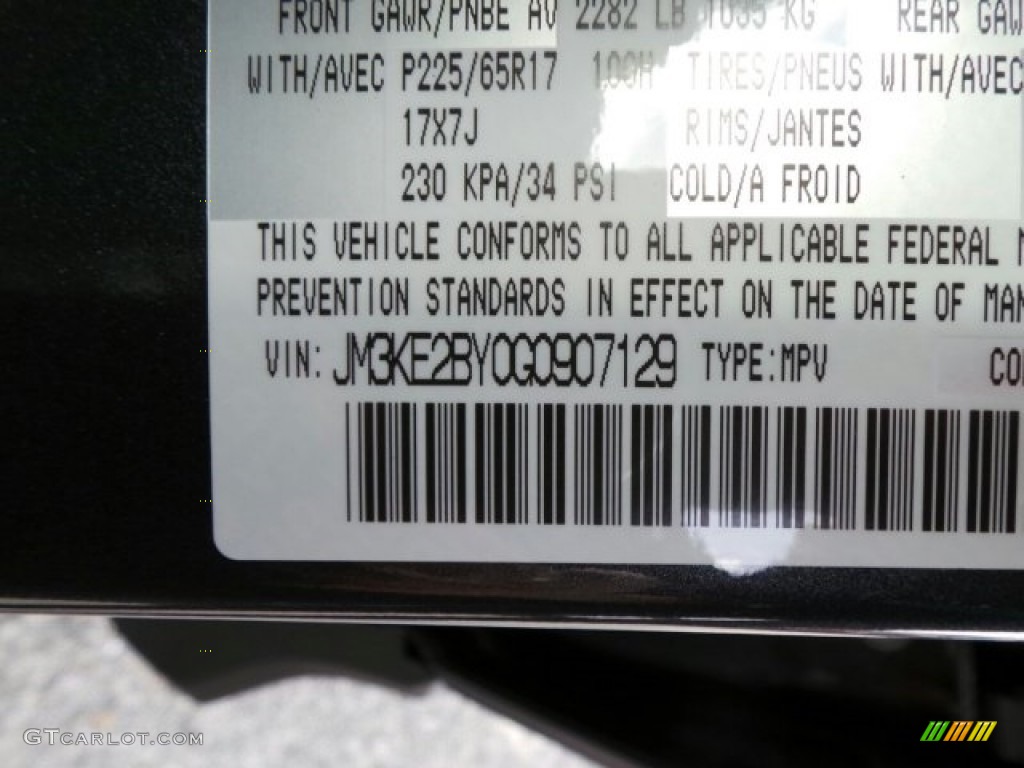 FRONT GAWR/PNBE AV 2282 LB 1035 KG REAR GAW
WITH/AVEC P225/65R17 100H TIRES/PNEUS WITH/AVEC
17X7J RIMS/JANTES
230 KPA/34 PSI COLD/A FROID
THIS VEHICLE CONFORMS TO ALL APPLICABLE FEDERAL M
PREVENTION STANDARDS IN EFFECT ON THE DATE OF MAN
VIN: JM3KE2BY0G0907129 TYPE:MPV CO
GTCARLOT.COM